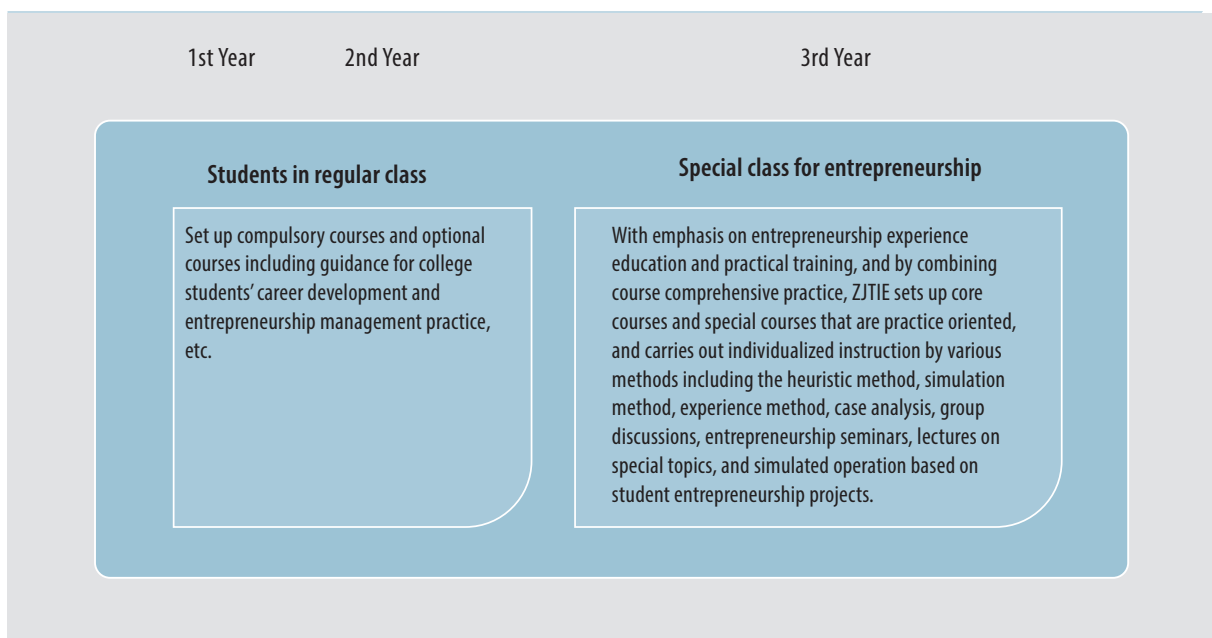 1st Year 2nd Year 3rd Year
Students in regular class
Set up compulsory courses and optional
courses including guidance for college
students’ career development and
entrepreneurship management practice,
etc.
Special class for entrepreneurship
With emphasis on entrepreneurship experience
education and practical training, and by combining
course comprehensive practice, ZJTIE sets up core
courses and special courses that are practice oriented,
and carries out individualized instruction by various
methods including the heuristic method, simulation
method, experience method, case analysis, group
discussions, entrepreneurship seminars, lectures on
special topics, and simulated operation based on
student entrepreneurship projects.